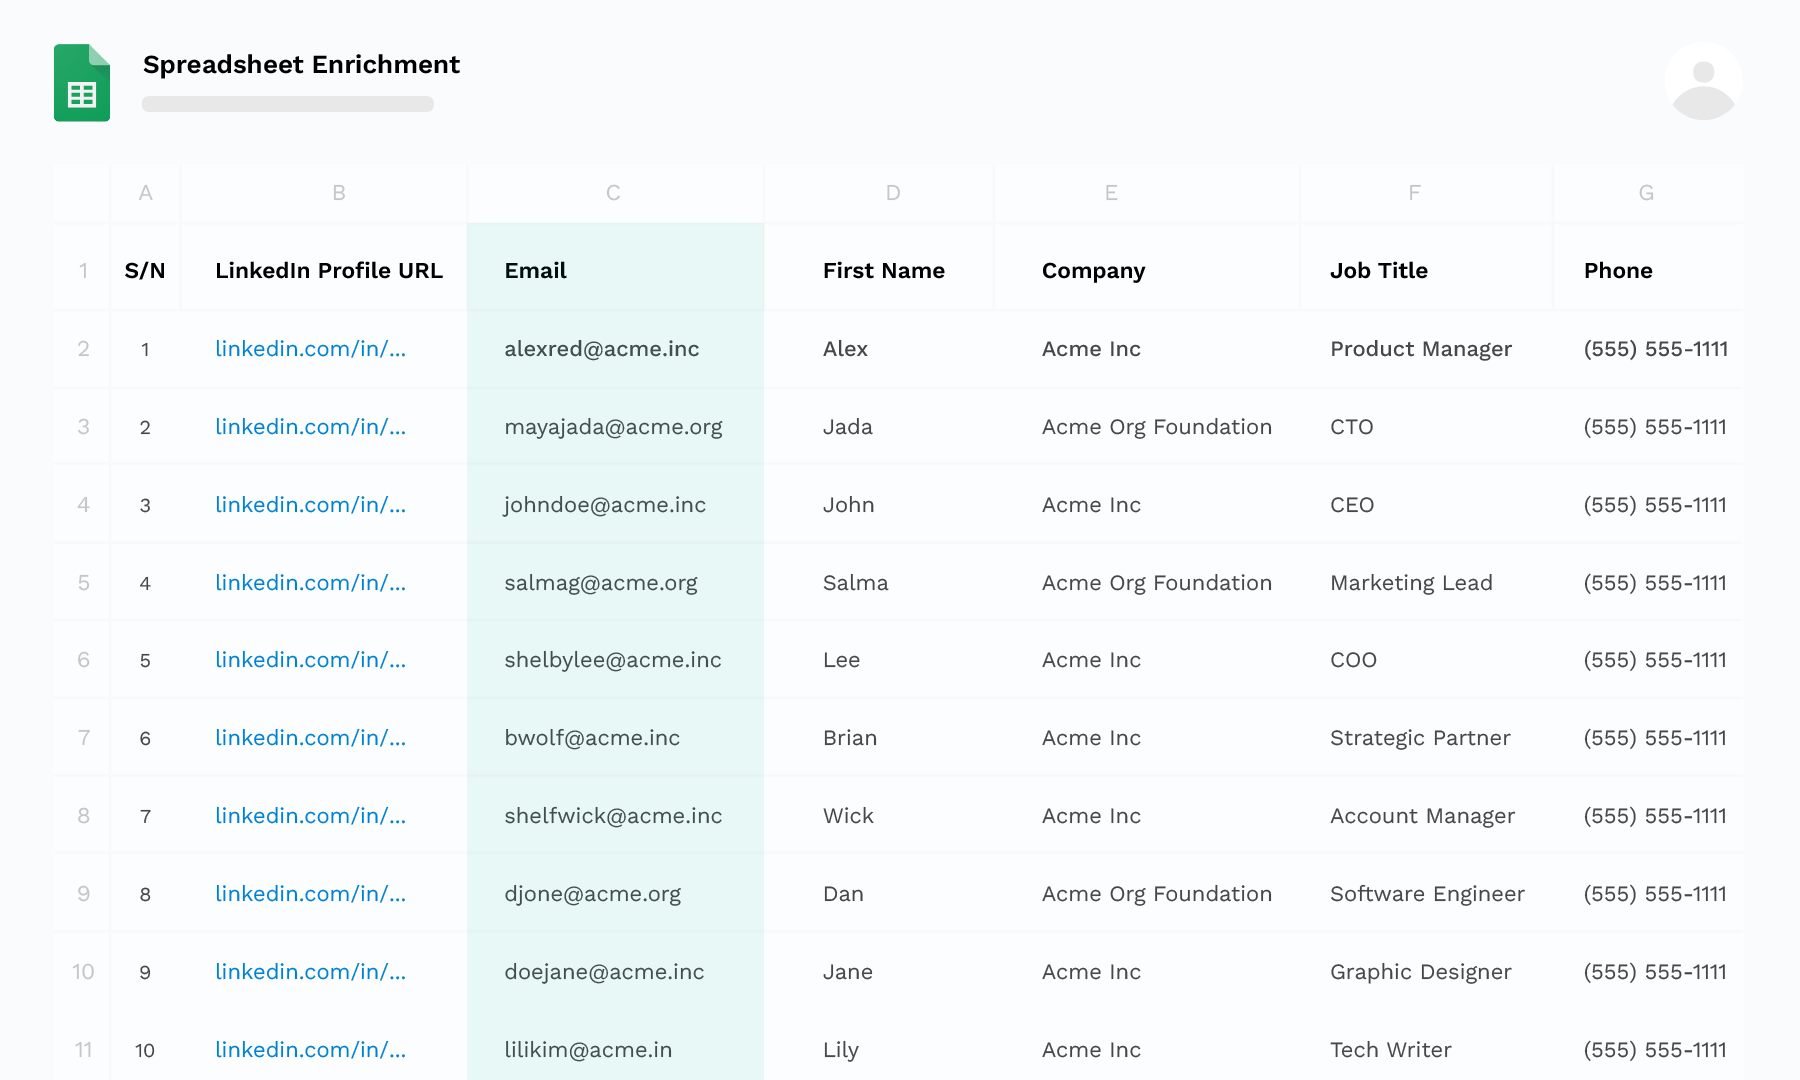 Spreadsheet Enrichment
A B C D E F G
1 S/N LinkedIn Profile URL Email First Name Company Job Title Phone
2 1 linkedin.com/in/... alexred@acme.inc Alex Acme Inc Product Manager (555) 555-1111
3 2 linkedin.com/in/... mayajada@acme.org Jada Acme Org Foundation CTO (555) 555-1111
4 3 linkedin.com/in/... johndoe@acme.inc John Acme Inc CEO (555) 555-1111
5 4 linkedin.com/in/... salmag@acme.org Salma Acme Org Foundation Marketing Lead (555) 555-1111
6 5 linkedin.com/in/... shelbylee@acme.inc Lee Acme Inc COO (555) 555-1111
7 6 linkedin.com/in/... bwolf@acme.inc Brian Acme Inc Strategic Partner (555) 555-1111
8 7 linkedin.com/in/... shelfwick@acme.inc Wick Acme Inc Account Manager (555) 555-1111
9 8 linkedin.com/in/... djone@acme.org Dan Acme Org Foundation Software Engineer (555) 555-1111
10 9 linkedin.com/in/... doejane@acme.inc Jane Acme Inc Graphic Designer (555) 555-1111
11 10 linkedin.com/in/... lilikim@acme.in Lily Acme Inc Tech Writer (555) 555-1111